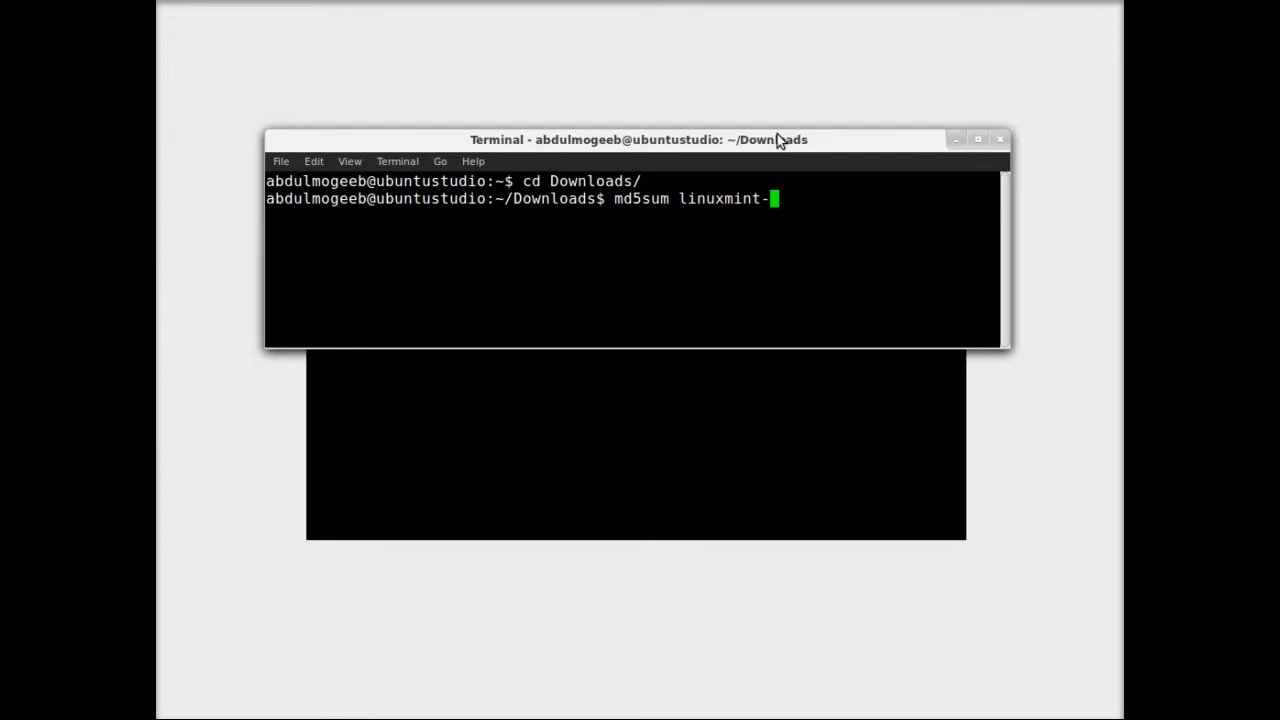 Terminal - abdulmogeeb@ubuntustudio: ~/Downloads
File Edit View Terminal Go Help
abdulmogeeb@ubuntustudio:~$ cd Downloads/
abdulmogeeb@ubuntustudio:~/Downloads$ md5sum linuxmint-